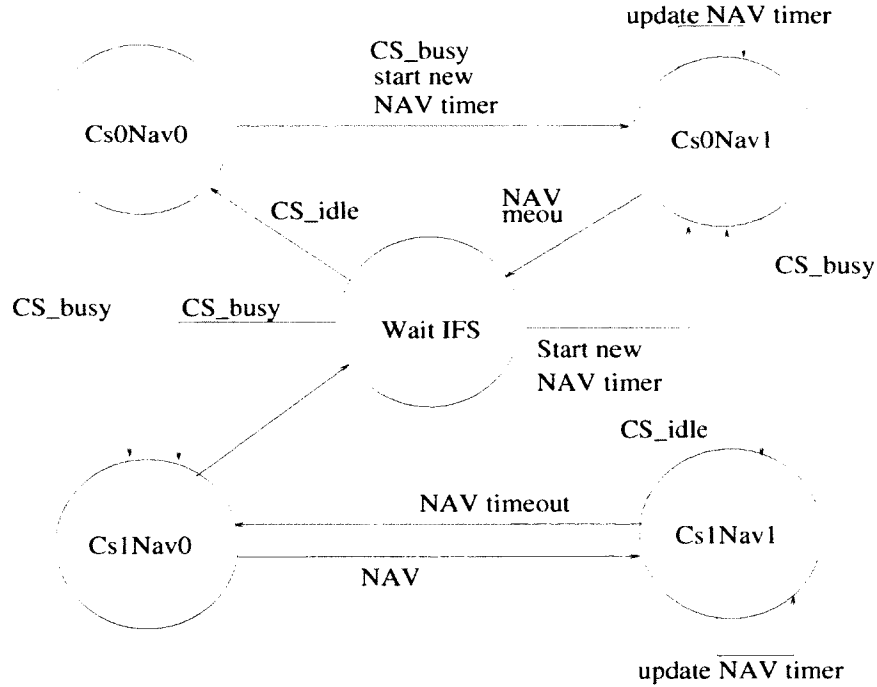 update NAV timer
CS_busy
start new
NAV timer
Cs0Nav0
Cs0Nav1
CS_idle
NAV
meou
CS_busy
CS_busy
CS_busy
Wait IFS
Start new
NAV timer
CS_idle
NAV timeout
Cs1Nav0
Cs1Nav1
NAV
update NAV timer